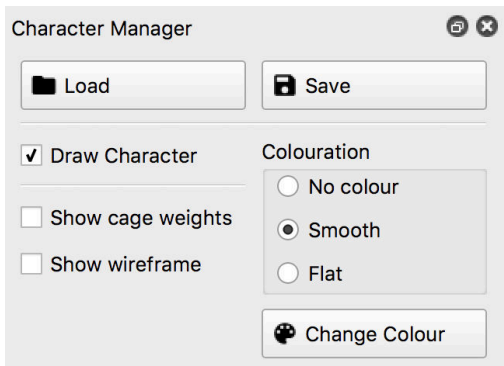 Character Manager
Load
Save
Draw Character
Show cage weights
Show wireframe
Colouration
No colour
Smooth
Flat
Change Colour